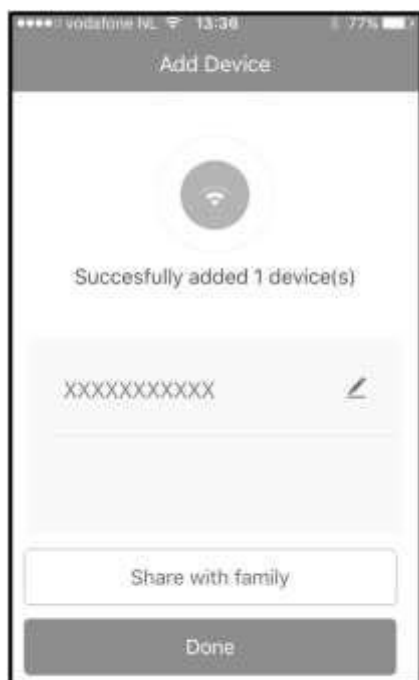 vodafone NL 13:36 77%
Add Device
Succesfully added 1 device(s)
XXXXXXXXXXX
Share with family
Done